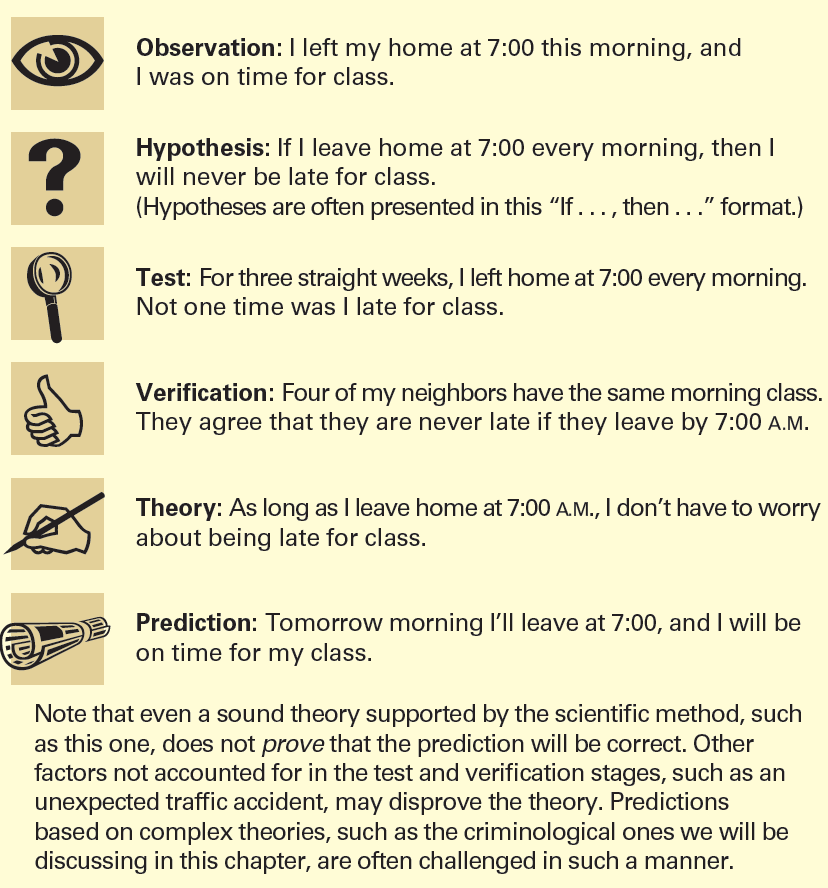 Observation: I left my home at 7:00 this morning, and
I was on time for class.
Hypothesis: If I leave home at 7:00 every morning, then I
will never be late for class.
(Hypotheses are often presented in this “If . . . , then . . .” format.)
Test: For three straight weeks, I left home at 7:00 every morning.
Not one time was I late for class.
Verification: Four of my neighbors have the same morning class.
They agree that they are never late if they leave by 7:00 A.M.
Theory: As long as I leave home at 7:00 A.M., I don’t have to worry
about being late for class.
Prediction: Tomorrow morning I’ll leave at 7:00, and I will be
on time for my class.
Note that even a sound theory supported by the scientific method, such
as this one, does not prove that the prediction will be correct. Other
factors not accounted for in the test and verification stages, such as an
unexpected traffic accident, may disprove the theory. Predictions
based on complex theories, such as the criminological ones we will be
discussing in this chapter, are often challenged in such a manner.